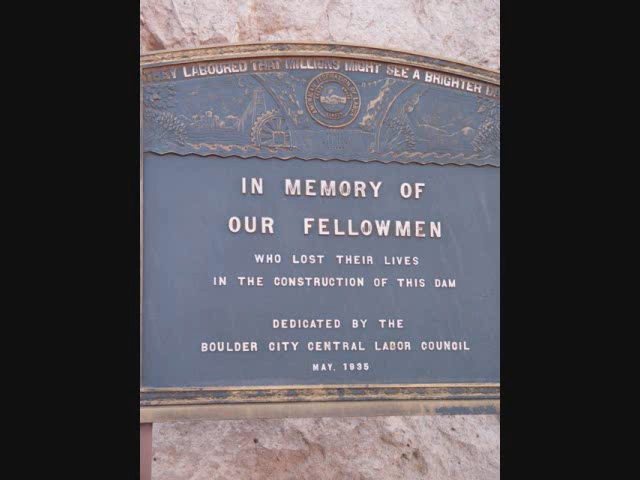 THEY LABOURED THAT MILLIONS MIGHT SEE A BRIGHTER
IN MEMORY OF
OUR FELLOWMEN
WHO LOST THEIR LIVES
IN THE CONSTRUCTION OF THIS DAM
DEDICATED BY THE
BOULDER CITY CENTRAL LABOR COUNCIL
MAY. 1935